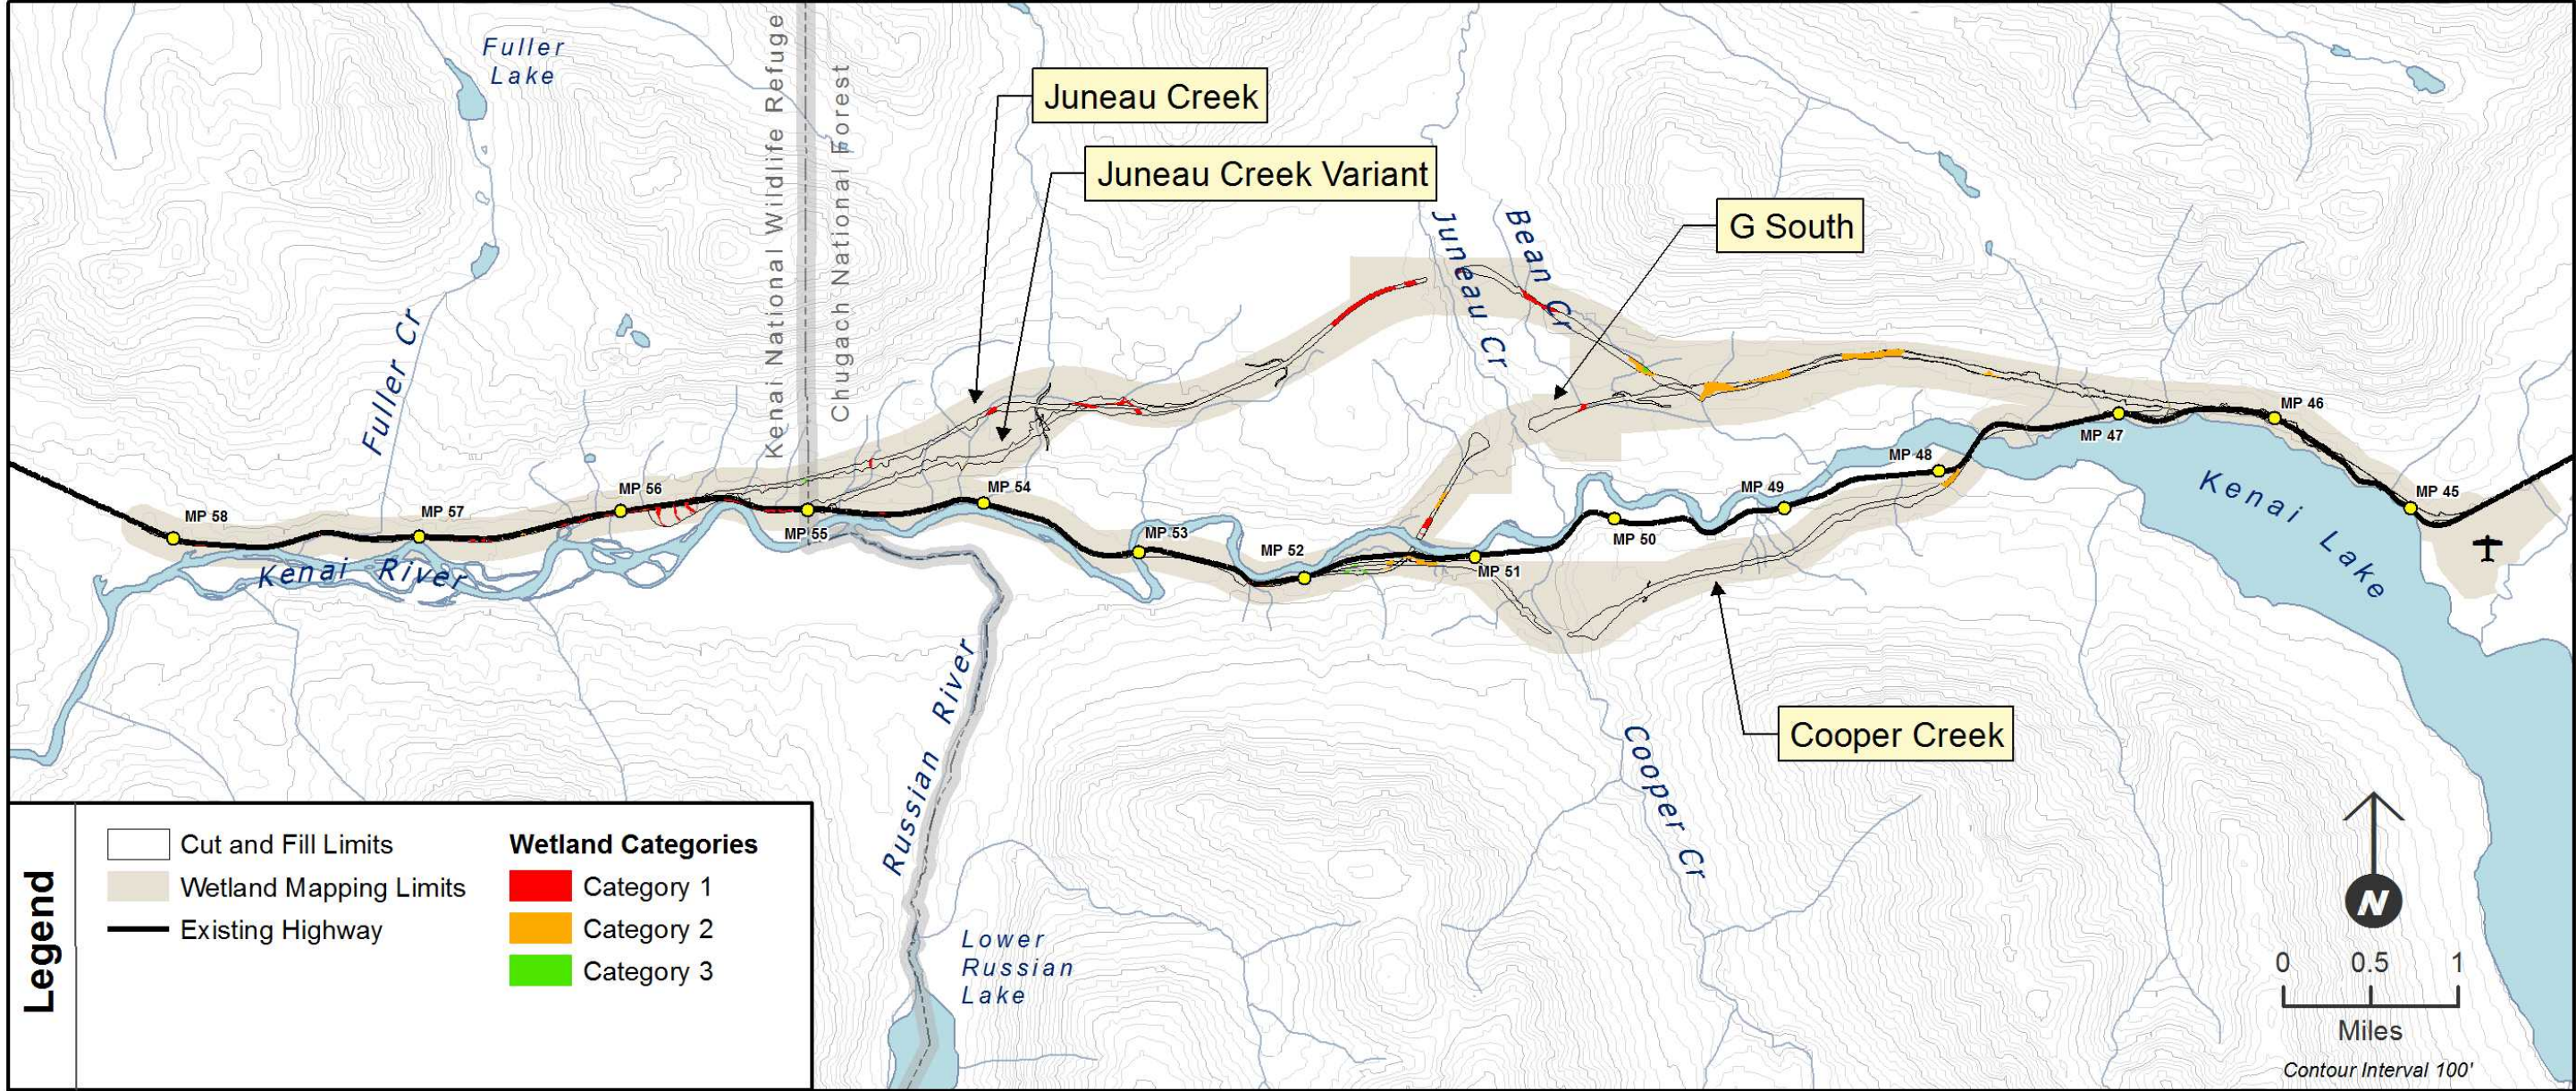 Fuller
Lake
Kenai National Wildlife Refuge
Chugach National Forest
Juneau Creek
Juneau Creek Variant
G South
Juneau Cr
Bean Cr
Fuller Cr
MP 58
MP 57
MP 56
MP 55
MP 54
MP 53
MP 52
MP 51
MP 50
MP 49
MP 48
MP 47
MP 46
MP 45
Kenai River
Kenai Lake
Russian River
Cooper Creek
Cooper Cr
Lower
Russian
Lake
Legend
Cut and Fill Limits
Wetland Mapping Limits
Existing Highway
Wetland Categories
Category 1
Category 2
Category 3
N
0 0.5 1
Miles
Contour Interval 100'